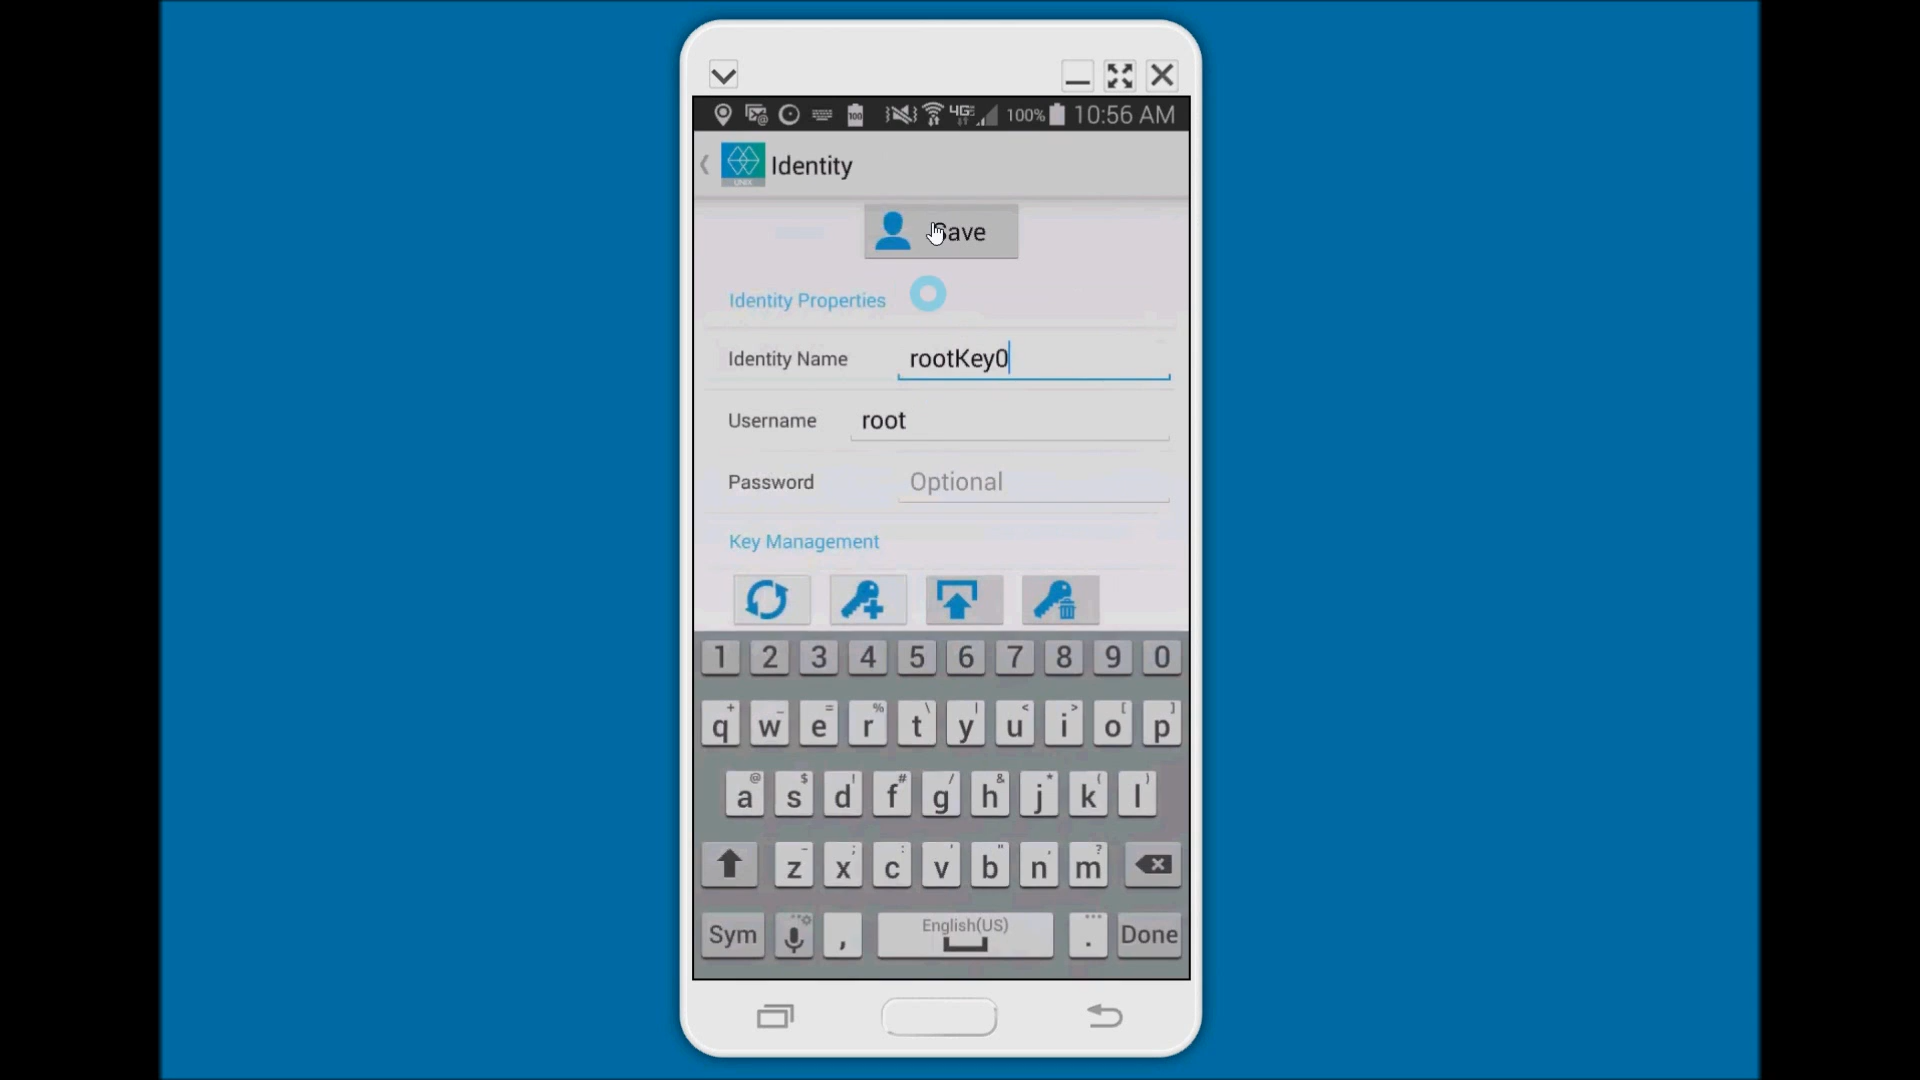 4G 100% 10:56 AM
Identity
Save
Identity Properties
Identity Name rootKey0
Username root
Password Optional
Key Management
1 2 3 4 5 6 7 8 9 0
q w e r t y u i o p
a s d f g h j k l
z x c v b n m
Sym , English(US) . Done